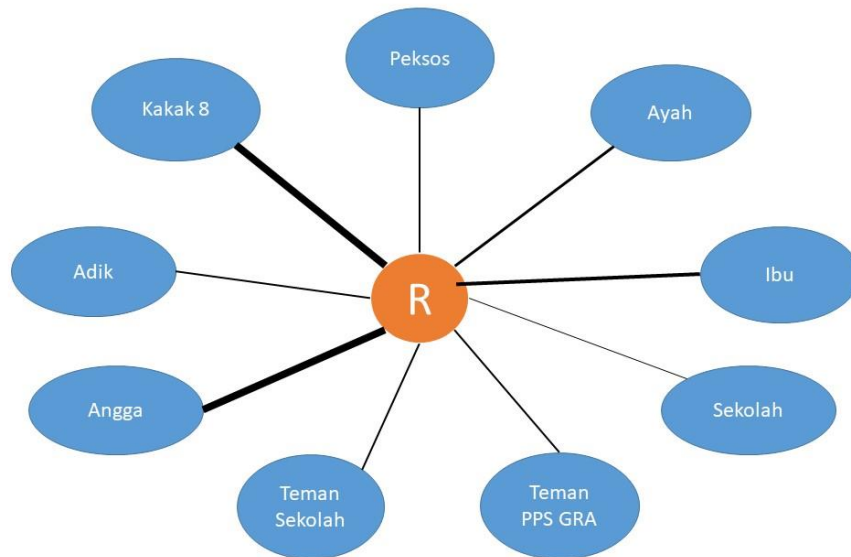 Peksos
Kakak 8
Ayah
Adik
R
Ibu
Angga
Sekolah
Teman
Sekolah
Teman
PPS GRA